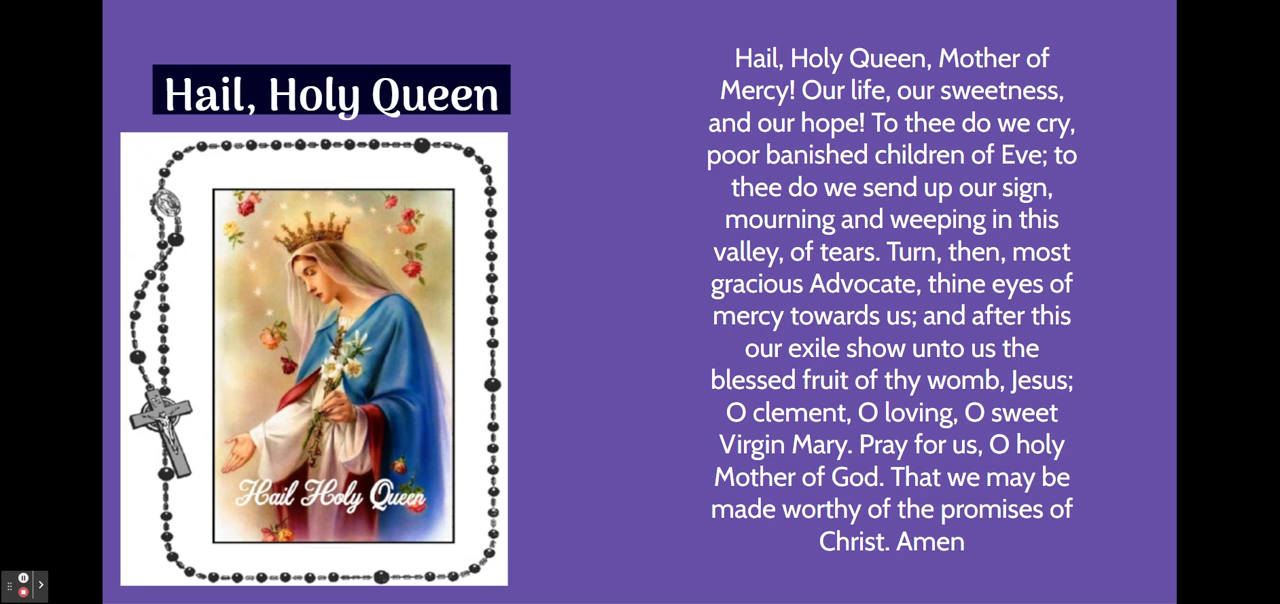 Hail, Holy Queen
Hail Holy Queen
Hail, Holy Queen, Mother of
Mercy! Our life, our sweetness,
and our hope! To thee do we cry,
poor banished children of Eve; to
thee do we send up our sign,
mourning and weeping in this
valley, of tears. Turn, then, most
gracious Advocate, thine eyes of
mercy towards us; and after this
our exile show unto us the
blessed fruit of thy womb, Jesus;
O clement, O loving, O sweet
Virgin Mary. Pray for us, O holy
Mother of God. That we may be
made worthy of the promises of
Christ. Amen